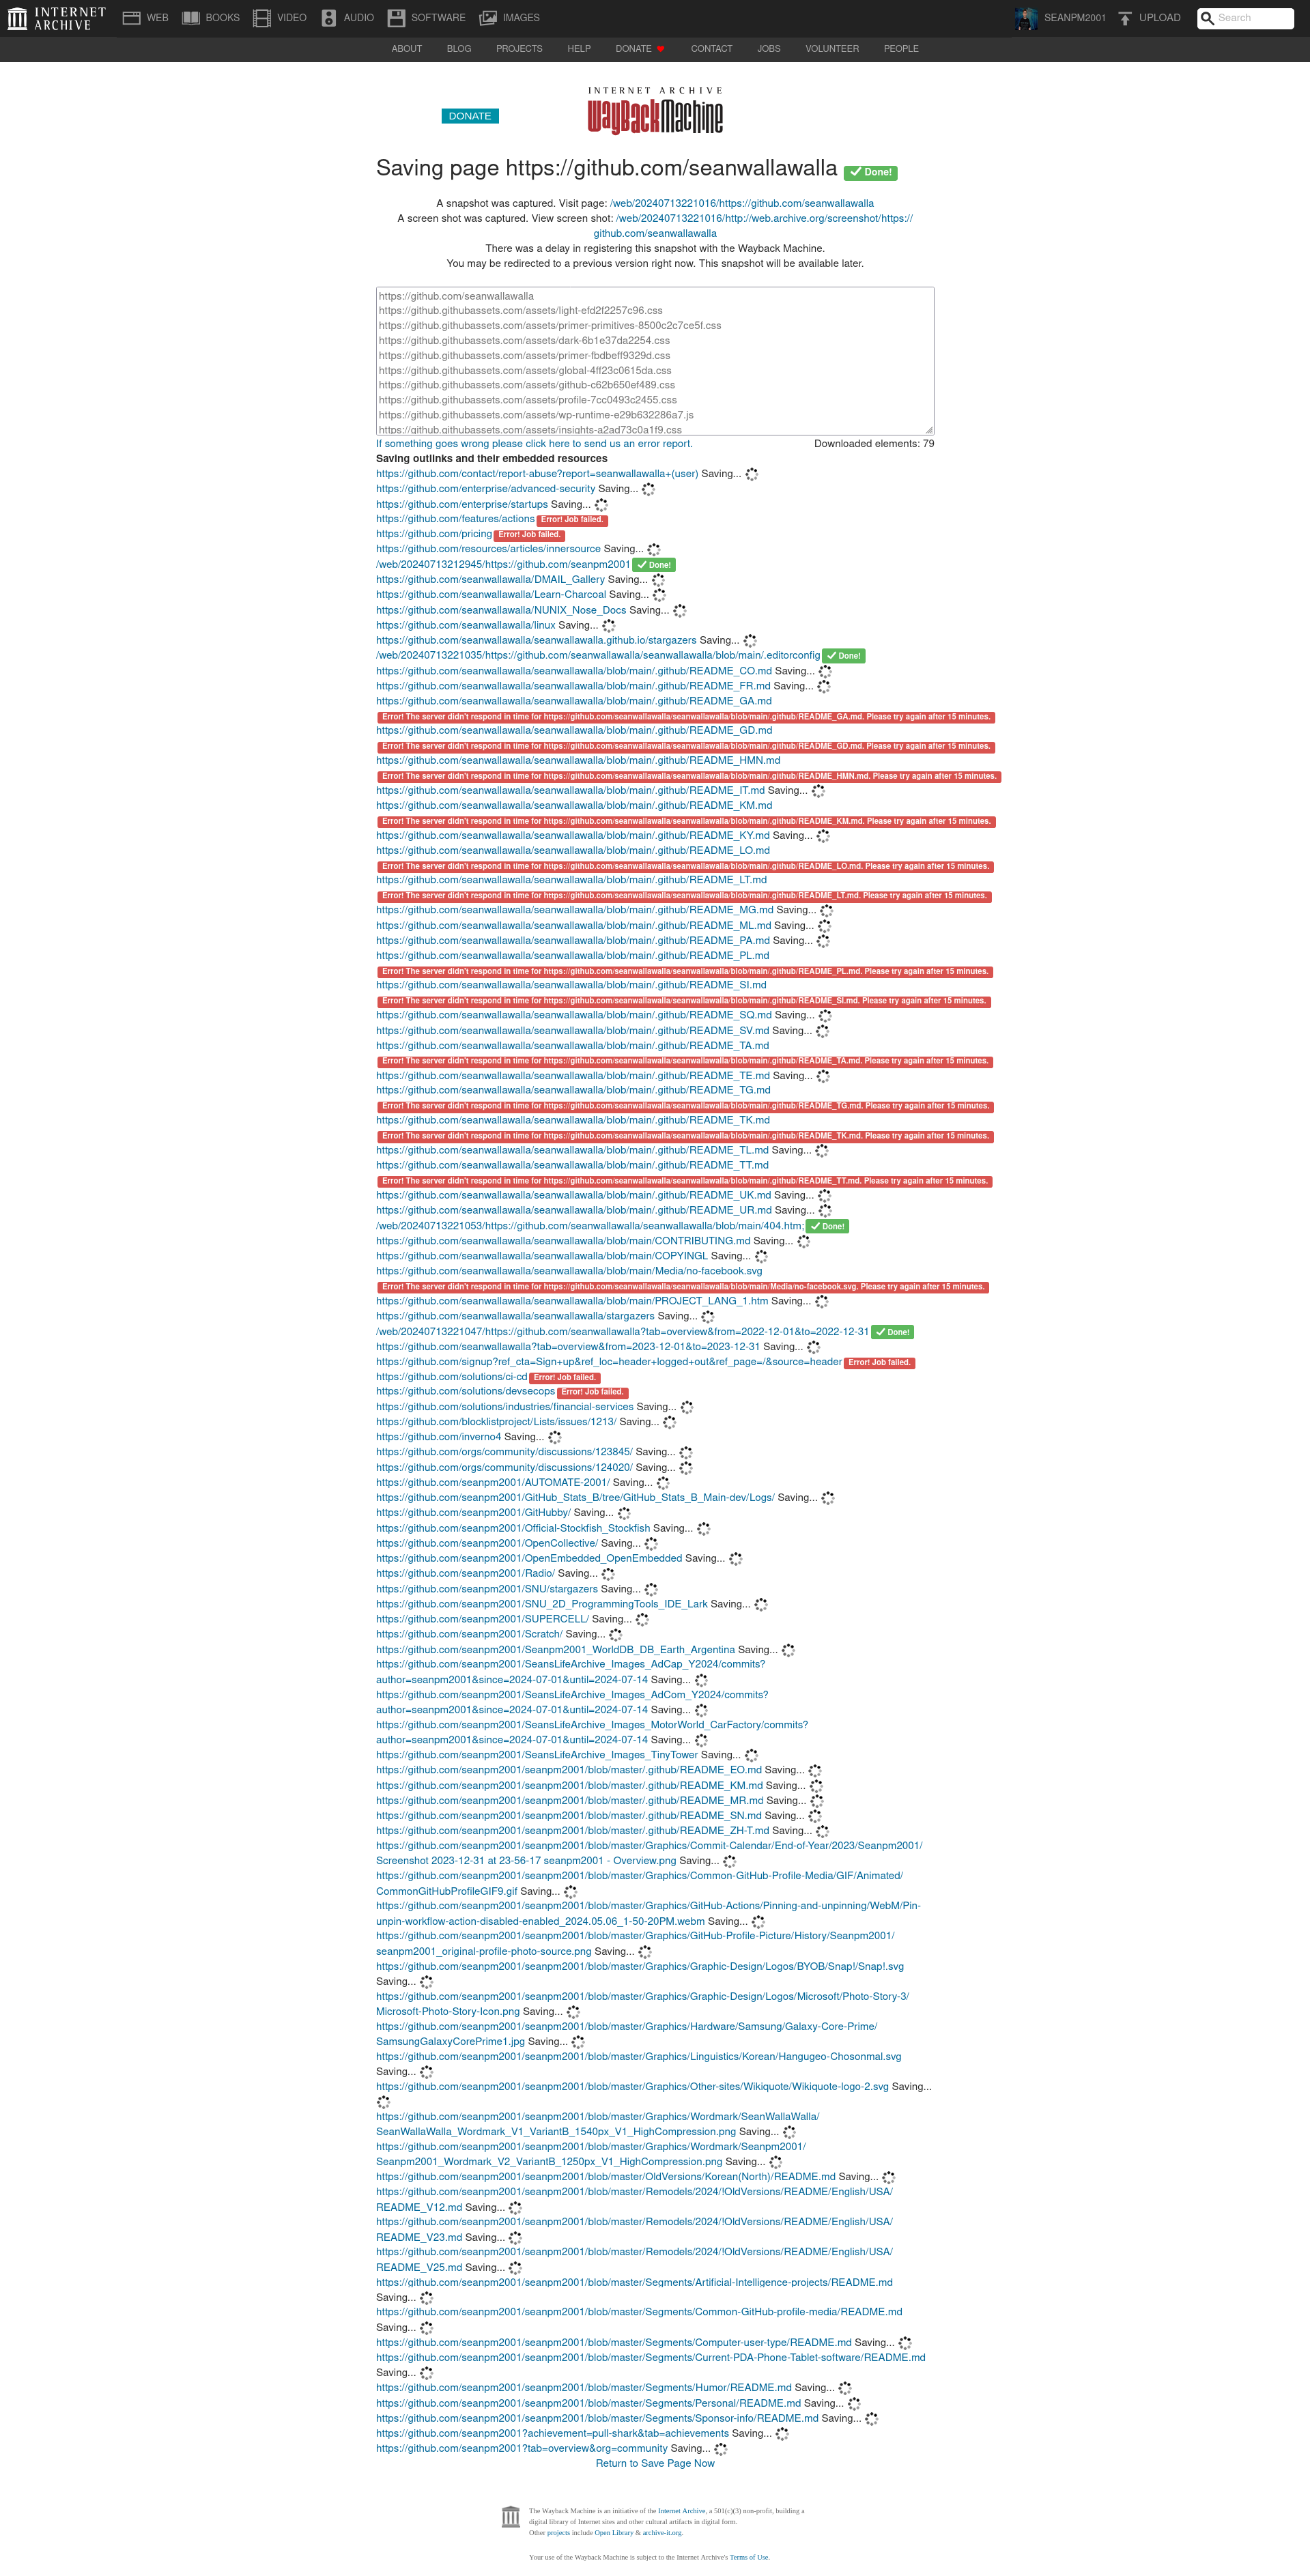 INTERNET ARCHIVE
WEB BOOKS VIDEO AUDIO SOFTWARE IMAGES SEANPM2001 UPLOAD Search
ABOUT BLOG PROJECTS HELP DONATE CONTACT JOBS VOLUNTEER PEOPLE
INTERNET ARCHIVE
DONATE WayBackMachine
Saving page https://github.com/seanwallawalla Done!
A snapshot was captured. Visit page: /web/20240713221016/https://github.com/seanwallawalla
A screen shot was captured. View screen shot: /web/20240713221016/http://web.archive.org/screenshot/https://
github.com/seanwallawalla
There was a delay in registering this snapshot with the Wayback Machine.
You may be redirected to a previous version right now. This snapshot will be available later.
https://github.com/seanwallawalla
https://github.githubassets.com/assets/light-efd2f2257c96.css
https://github.githubassets.com/assets/primer-primitives-8500c2c7ce5f.css
https://github.githubassets.com/assets/dark-6b1e37da2254.css
https://github.githubassets.com/assets/primer-fbdbeff9329d.css
https://github.githubassets.com/assets/global-4ff23c0615da.css
https://github.githubassets.com/assets/github-c62b650ef489.css
https://github.githubassets.com/assets/profile-7cc0493c2455.css
https://github.githubassets.com/assets/wp-runtime-e29b632286a7.js
https://github.githubassets.com/assets/insights-a2ad73c0a1f9.css
If something goes wrong please click here to send us an error report. Downloaded elements: 79
Saving outlinks and their embedded resources
https://github.com/contact/report-abuse?report=seanwallawalla+(user) Saving...
https://github.com/enterprise/advanced-security Saving...
https://github.com/enterprise/startups Saving...
https://github.com/features/actions Error! Job failed.
https://github.com/pricing Error! Job failed.
https://github.com/resources/articles/innersource Saving...
/web/20240713212945/https://github.com/seanpm2001 Done!
https://github.com/seanwallawalla/DMAIL_Gallery Saving...
https://github.com/seanwallawalla/Learn-Charcoal Saving...
https://github.com/seanwallawalla/NUNIX_Nose_Docs Saving...
https://github.com/seanwallawalla/linux Saving...
https://github.com/seanwallawalla/seanwallawalla.github.io/stargazers Saving...
/web/20240713221035/https://github.com/seanwallawalla/seanwallawalla/blob/main/.editorconfig Done!
https://github.com/seanwallawalla/seanwallawalla/blob/main/.github/README_CO.md Saving...
https://github.com/seanwallawalla/seanwallawalla/blob/main/.github/README_FR.md Saving...
https://github.com/seanwallawalla/seanwallawalla/blob/main/.github/README_GA.md
Error! The server didn't respond in time for https://github.com/seanwallawalla/seanwallawalla/blob/main/.github/README_GA.md. Please try again after 15 minutes.
https://github.com/seanwallawalla/seanwallawalla/blob/main/.github/README_GD.md
Error! The server didn't respond in time for https://github.com/seanwallawalla/seanwallawalla/blob/main/.github/README_GD.md. Please try again after 15 minutes.
https://github.com/seanwallawalla/seanwallawalla/blob/main/.github/README_HMN.md
Error! The server didn't respond in time for https://github.com/seanwallawalla/seanwallawalla/blob/main/.github/README_HMN.md. Please try again after 15 minutes.
https://github.com/seanwallawalla/seanwallawalla/blob/main/.github/README_IT.md Saving...
https://github.com/seanwallawalla/seanwallawalla/blob/main/.github/README_KM.md
Error! The server didn't respond in time for https://github.com/seanwallawalla/seanwallawalla/blob/main/.github/README_KM.md. Please try again after 15 minutes.
https://github.com/seanwallawalla/seanwallawalla/blob/main/.github/README_KY.md Saving...
https://github.com/seanwallawalla/seanwallawalla/blob/main/.github/README_LO.md
Error! The server didn't respond in time for https://github.com/seanwallawalla/seanwallawalla/blob/main/.github/README_LO.md. Please try again after 15 minutes.
https://github.com/seanwallawalla/seanwallawalla/blob/main/.github/README_LT.md
Error! The server didn't respond in time for https://github.com/seanwallawalla/seanwallawalla/blob/main/.github/README_LT.md. Please try again after 15 minutes.
https://github.com/seanwallawalla/seanwallawalla/blob/main/.github/README_MG.md Saving...
https://github.com/seanwallawalla/seanwallawalla/blob/main/.github/README_ML.md Saving...
https://github.com/seanwallawalla/seanwallawalla/blob/main/.github/README_PA.md Saving...
https://github.com/seanwallawalla/seanwallawalla/blob/main/.github/README_PL.md
Error! The server didn't respond in time for https://github.com/seanwallawalla/seanwallawalla/blob/main/.github/README_PL.md. Please try again after 15 minutes.
https://github.com/seanwallawalla/seanwallawalla/blob/main/.github/README_SI.md
Error! The server didn't respond in time for https://github.com/seanwallawalla/seanwallawalla/blob/main/.github/README_SI.md. Please try again after 15 minutes.
https://github.com/seanwallawalla/seanwallawalla/blob/main/.github/README_SQ.md Saving...
https://github.com/seanwallawalla/seanwallawalla/blob/main/.github/README_SV.md Saving...
https://github.com/seanwallawalla/seanwallawalla/blob/main/.github/README_TA.md
Error! The server didn't respond in time for https://github.com/seanwallawalla/seanwallawalla/blob/main/.github/README_TA.md. Please try again after 15 minutes.
https://github.com/seanwallawalla/seanwallawalla/blob/main/.github/README_TE.md Saving...
https://github.com/seanwallawalla/seanwallawalla/blob/main/.github/README_TG.md
Error! The server didn't respond in time for https://github.com/seanwallawalla/seanwallawalla/blob/main/.github/README_TG.md. Please try again after 15 minutes.
https://github.com/seanwallawalla/seanwallawalla/blob/main/.github/README_TK.md
Error! The server didn't respond in time for https://github.com/seanwallawalla/seanwallawalla/blob/main/.github/README_TK.md. Please try again after 15 minutes.
https://github.com/seanwallawalla/seanwallawalla/blob/main/.github/README_TL.md Saving...
https://github.com/seanwallawalla/seanwallawalla/blob/main/.github/README_TT.md
Error! The server didn't respond in time for https://github.com/seanwallawalla/seanwallawalla/blob/main/.github/README_TT.md. Please try again after 15 minutes.
https://github.com/seanwallawalla/seanwallawalla/blob/main/.github/README_UK.md Saving...
https://github.com/seanwallawalla/seanwallawalla/blob/main/.github/README_UR.md Saving...
/web/20240713221053/https://github.com/seanwallawalla/seanwallawalla/blob/main/404.htm; Done!
https://github.com/seanwallawalla/seanwallawalla/blob/main/CONTRIBUTING.md Saving...
https://github.com/seanwallawalla/seanwallawalla/blob/main/COPYINGL Saving...
https://github.com/seanwallawalla/seanwallawalla/blob/main/Media/no-facebook.svg
Error! The server didn't respond in time for https://github.com/seanwallawalla/seanwallawalla/blob/main/Media/no-facebook.svg. Please try again after 15 minutes.
https://github.com/seanwallawalla/seanwallawalla/blob/main/PROJECT_LANG_1.htm Saving...
https://github.com/seanwallawalla/seanwallawalla/stargazers Saving...
/web/20240713221047/https://github.com/seanwallawalla?tab=overview&from=2022-12-01&to=2022-12-31 Done!
https://github.com/seanwallawalla?tab=overview&from=2023-12-01&to=2023-12-31 Saving...
https://github.com/signup?ref_cta=Sign+up&ref_loc=header+logged+out&ref_page=/&source=header Error! Job failed.
https://github.com/solutions/ci-cd Error! Job failed.
https://github.com/solutions/devsecops Error! Job failed.
https://github.com/solutions/industries/financial-services Saving...
https://github.com/blocklistproject/Lists/issues/1213/ Saving...
https://github.com/inverno4 Saving...
https://github.com/orgs/community/discussions/123845/ Saving...
https://github.com/orgs/community/discussions/124020/ Saving...
https://github.com/seanpm2001/AUTOMATE-2001/ Saving...
https://github.com/seanpm2001/GitHub_Stats_B/tree/GitHub_Stats_B_Main-dev/Logs/ Saving...
https://github.com/seanpm2001/GitHubby/ Saving...
https://github.com/seanpm2001/Official-Stockfish_Stockfish Saving...
https://github.com/seanpm2001/OpenCollective/ Saving...
https://github.com/seanpm2001/OpenEmbedded_OpenEmbedded Saving...
https://github.com/seanpm2001/Radio/ Saving...
https://github.com/seanpm2001/SNU/stargazers Saving...
https://github.com/seanpm2001/SNU_2D_ProgrammingTools_IDE_Lark Saving...
https://github.com/seanpm2001/SUPERCELL/ Saving...
https://github.com/seanpm2001/Scratch/ Saving...
https://github.com/seanpm2001/Seanpm2001_WorldDB_DB_Earth_Argentina Saving...
https://github.com/seanpm2001/SeansLifeArchive_Images_AdCap_Y2024/commits?
author=seanpm2001&since=2024-07-01&until=2024-07-14 Saving...
https://github.com/seanpm2001/SeansLifeArchive_Images_AdCom_Y2024/commits?
author=seanpm2001&since=2024-07-01&until=2024-07-14 Saving...
https://github.com/seanpm2001/SeansLifeArchive_Images_MotorWorld_CarFactory/commits?
author=seanpm2001&since=2024-07-01&until=2024-07-14 Saving...
https://github.com/seanpm2001/SeansLifeArchive_Images_TinyTower Saving...
https://github.com/seanpm2001/seanpm2001/blob/master/.github/README_EO.md Saving...
https://github.com/seanpm2001/seanpm2001/blob/master/.github/README_KM.md Saving...
https://github.com/seanpm2001/seanpm2001/blob/master/.github/README_MR.md Saving...
https://github.com/seanpm2001/seanpm2001/blob/master/.github/README_SN.md Saving...
https://github.com/seanpm2001/seanpm2001/blob/master/.github/README_ZH-T.md Saving...
https://github.com/seanpm2001/seanpm2001/blob/master/Graphics/Commit-Calendar/End-of-Year/2023/Seanpm2001/
Screenshot 2023-12-31 at 23-56-17 seanpm2001 - Overview.png Saving...
https://github.com/seanpm2001/seanpm2001/blob/master/Graphics/Common-GitHub-Profile-Media/GIF/Animated/
CommonGitHubProfileGIF9.gif Saving...
https://github.com/seanpm2001/seanpm2001/blob/master/Graphics/GitHub-Actions/Pinning-and-unpinning/WebM/Pin-
unpin-workflow-action-disabled-enabled_2024.05.06_1-50-20PM.webm Saving...
https://github.com/seanpm2001/seanpm2001/blob/master/Graphics/GitHub-Profile-Picture/History/Seanpm2001/
seanpm2001_original-profile-photo-source.png Saving...
https://github.com/seanpm2001/seanpm2001/blob/master/Graphics/Graphic-Design/Logos/BYOB/Snap!/Snap!.svg
Saving...
https://github.com/seanpm2001/seanpm2001/blob/master/Graphics/Graphic-Design/Logos/Microsoft/Photo-Story-3/
Microsoft-Photo-Story-Icon.png Saving...
https://github.com/seanpm2001/seanpm2001/blob/master/Graphics/Hardware/Samsung/Galaxy-Core-Prime/
SamsungGalaxyCorePrime1.jpg Saving...
https://github.com/seanpm2001/seanpm2001/blob/master/Graphics/Linguistics/Korean/Hangugeo-Chosonmal.svg
Saving...
https://github.com/seanpm2001/seanpm2001/blob/master/Graphics/Other-sites/Wikiquote/Wikiquote-logo-2.svg Saving...
https://github.com/seanpm2001/seanpm2001/blob/master/Graphics/Wordmark/SeanWallaWalla/
SeanWallaWalla_Wordmark_V1_VariantB_1540px_V1_HighCompression.png Saving...
https://github.com/seanpm2001/seanpm2001/blob/master/Graphics/Wordmark/Seanpm2001/
Seanpm2001_Wordmark_V2_VariantB_1250px_V1_HighCompression.png Saving...
https://github.com/seanpm2001/seanpm2001/blob/master/OldVersions/Korean(North)/README.md Saving...
https://github.com/seanpm2001/seanpm2001/blob/master/Remodels/2024/!OldVersions/README/English/USA/
README_V12.md Saving...
https://github.com/seanpm2001/seanpm2001/blob/master/Remodels/2024/!OldVersions/README/English/USA/
README_V23.md Saving...
https://github.com/seanpm2001/seanpm2001/blob/master/Remodels/2024/!OldVersions/README/English/USA/
README_V25.md Saving...
https://github.com/seanpm2001/seanpm2001/blob/master/Segments/Artificial-Intelligence-projects/README.md
Saving...
https://github.com/seanpm2001/seanpm2001/blob/master/Segments/Common-GitHub-profile-media/README.md
Saving...
https://github.com/seanpm2001/seanpm2001/blob/master/Segments/Computer-user-type/README.md Saving...
https://github.com/seanpm2001/seanpm2001/blob/master/Segments/Current-PDA-Phone-Tablet-software/README.md
Saving...
https://github.com/seanpm2001/seanpm2001/blob/master/Segments/Humor/README.md Saving...
https://github.com/seanpm2001/seanpm2001/blob/master/Segments/Personal/README.md Saving...
https://github.com/seanpm2001/seanpm2001/blob/master/Segments/Sponsor-info/README.md Saving...
https://github.com/seanpm2001?achievement=pull-shark&tab=achievements Saving...
https://github.com/seanpm2001?tab=overview&org=community Saving...
Return to Save Page Now
The Wayback Machine is an initiative of the Internet Archive, a 501(c)(3) non-profit, building a
digital library of Internet sites and other cultural artifacts in digital form.
Other projects include Open Library & archive-it.org.
Your use of the Wayback Machine is subject to the Internet Archive's Terms of Use.